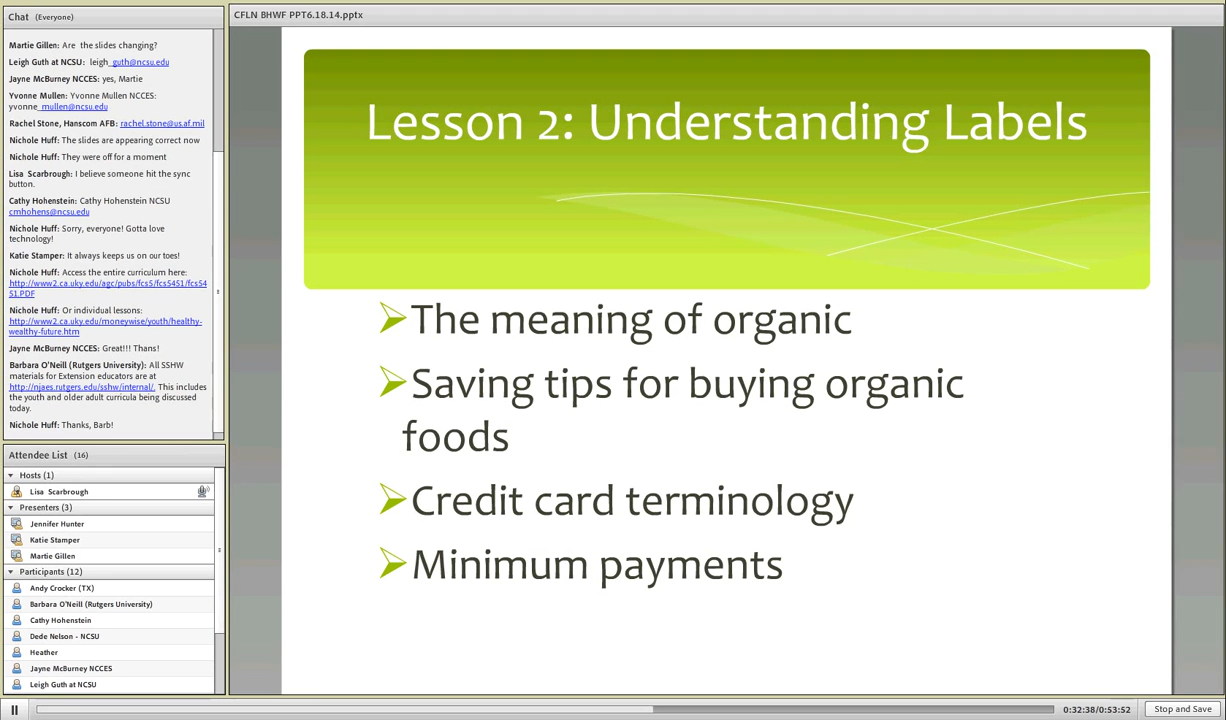 Chat (Everyone)
Martie Gillen: Are the slides changing?
Leigh Guth at NCSU: leigh_guth@ncsu.edu
Jayne McBurney NCCES: yes, Martie
Yvonne Mullen: Yvonne Mullen NCCES:
yvonne_mullen@ncsu.edu
Rachel Stone, Hanscom AFB: rachel.stone@us.af.mil
Nichole Huff: The slides are appearing correct now
Nichole Huff: They were off for a moment
Lisa Scarbrough: I believe someone hit the sync
button.
Cathy Hohenstein: Cathy Hohenstein NCSU
cmhohens@ncsu.edu
Nichole Huff: Sorry, everyone! Gotta love
technology!
Katie Stamper: It always keeps us on our toes!
Nichole Huff: Access the entire curriculum here:
http://www2.ca.uky.edu/agc/pubs/fcs5/fcs5451/fcs54
51.PDF
Nichole Huff: Or individual lessons:
http://www2.ca.uky.edu/moneywise/youth/healthy-
wealthy-future.htm
Jayne McBurney NCCES: Great!!! Thans!
Barbara O'Neill (Rutgers University): All SSHW
materials for Extension educators are at
http://njaes.rutgers.edu/sshw/internal/. This includes
the youth and older adult curricula being discussed
today.
Nichole Huff: Thanks, Barb!
Attendee List (16)
Hosts (1)
Lisa Scarbrough
Presenters (3)
Jennifer Hunter
Katie Stamper
Martie Gillen
Participants (12)
Andy Crocker (TX)
Barbara O'Neill (Rutgers University)
Cathy Hohenstein
Dede Nelson - NCSU
Heather
Jayne McBurney NCCES
Leigh Guth at NCSU
CFLN BHWF PPT6.18.14.pptx
Lesson 2: Understanding Labels
The meaning of organic
Saving tips for buying organic
foods
Credit card terminology
Minimum payments
0:32:38/0:53:52
Stop and Save